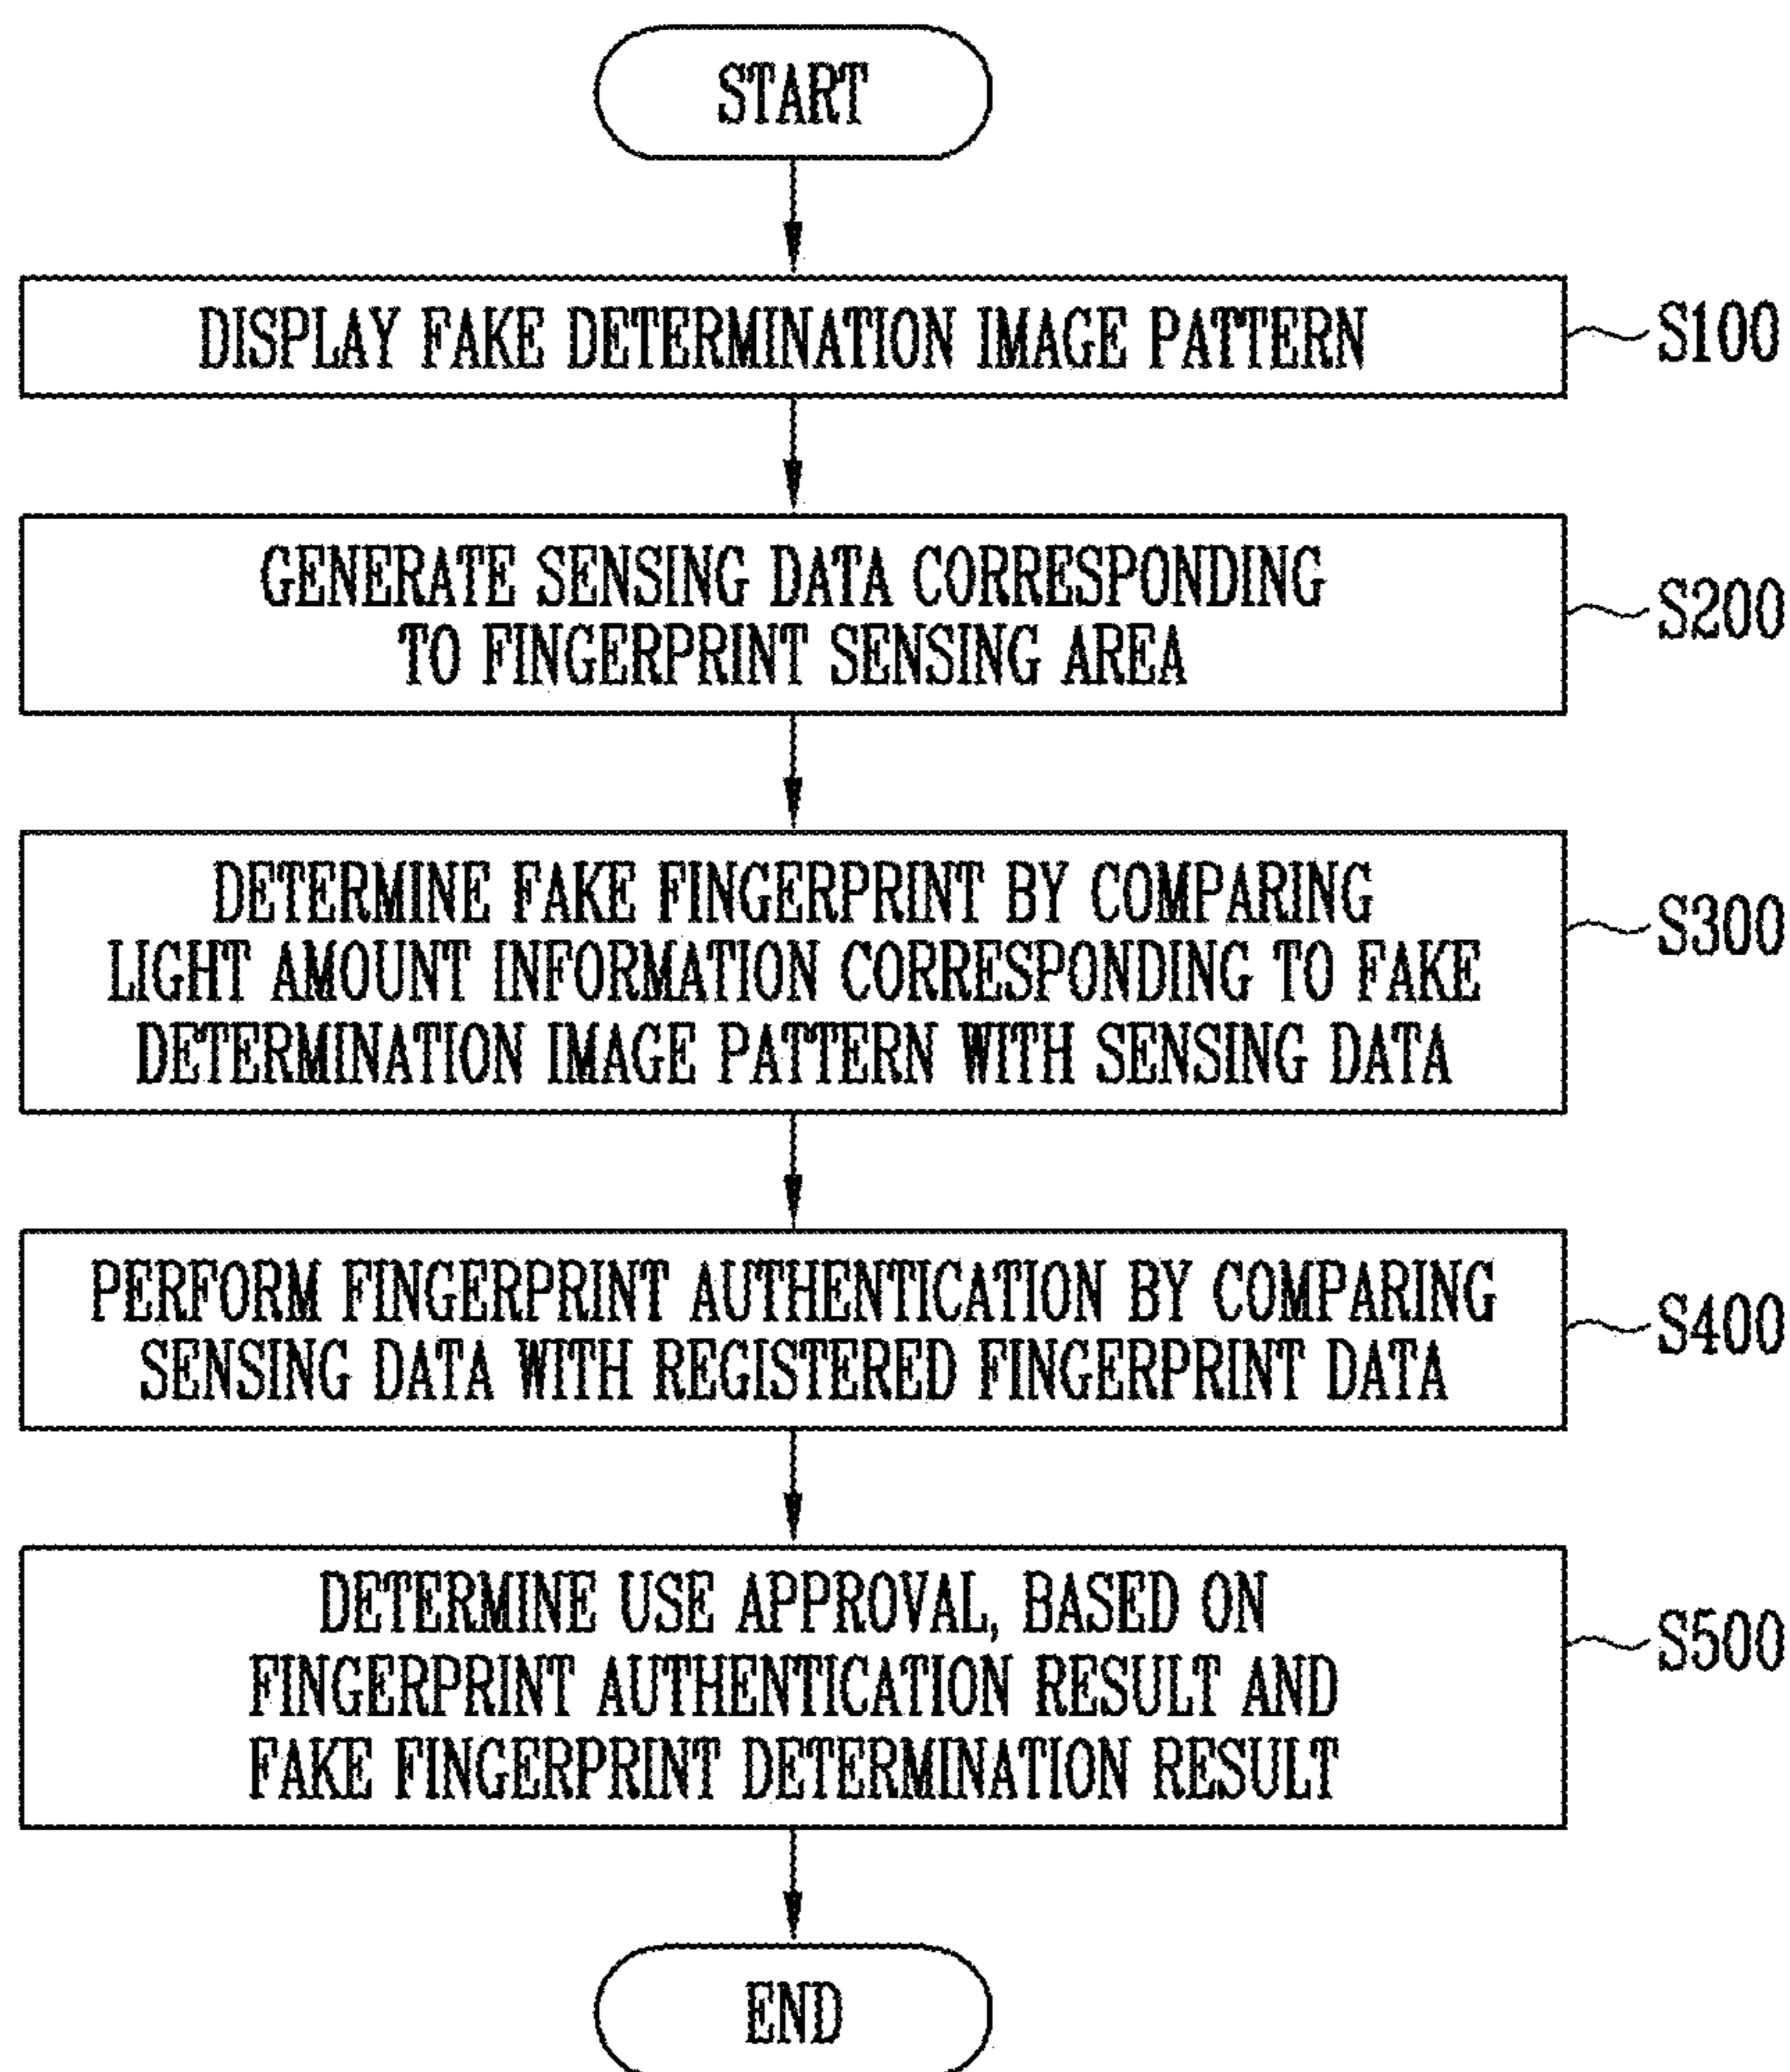 START
DISPLAY FAKE DETERMINATION IMAGE PATTERN
S100
GENERATE SENSING DATA CORRESPONDING
TO FINGERPRINT SENSING AREA
S200
DETERMINE FAKE FINGERPRINT BY COMPARING
LIGHT AMOUNT INFORMATION CORRESPONDING TO FAKE
DETERMINATION IMAGE PATTERN WITH SENSING DATA
S300
PERFORM FINGERPRINT AUTHENTICATION BY COMPARING
SENSING DATA WITH REGISTERED FINGERPRINT DATA
S400
DETERMINE USE APPROVAL, BASED ON
FINGERPRINT AUTHENTICATION RESULT AND
FAKE FINGERPRINT DETERMINATION RESULT
S500
END